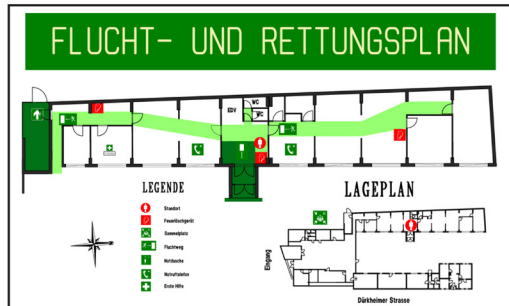 FLUCHT- UND RETTUNGSPLAN
WC
EDV
WC
LEGENDE
Standort
Feuerlöschgerät
Sammelplatz
Fluchtweg
Notdusche
Notruftelefon
Erste Hilfe
LAGEPLAN
Eingang
Dürkheimer Strasse